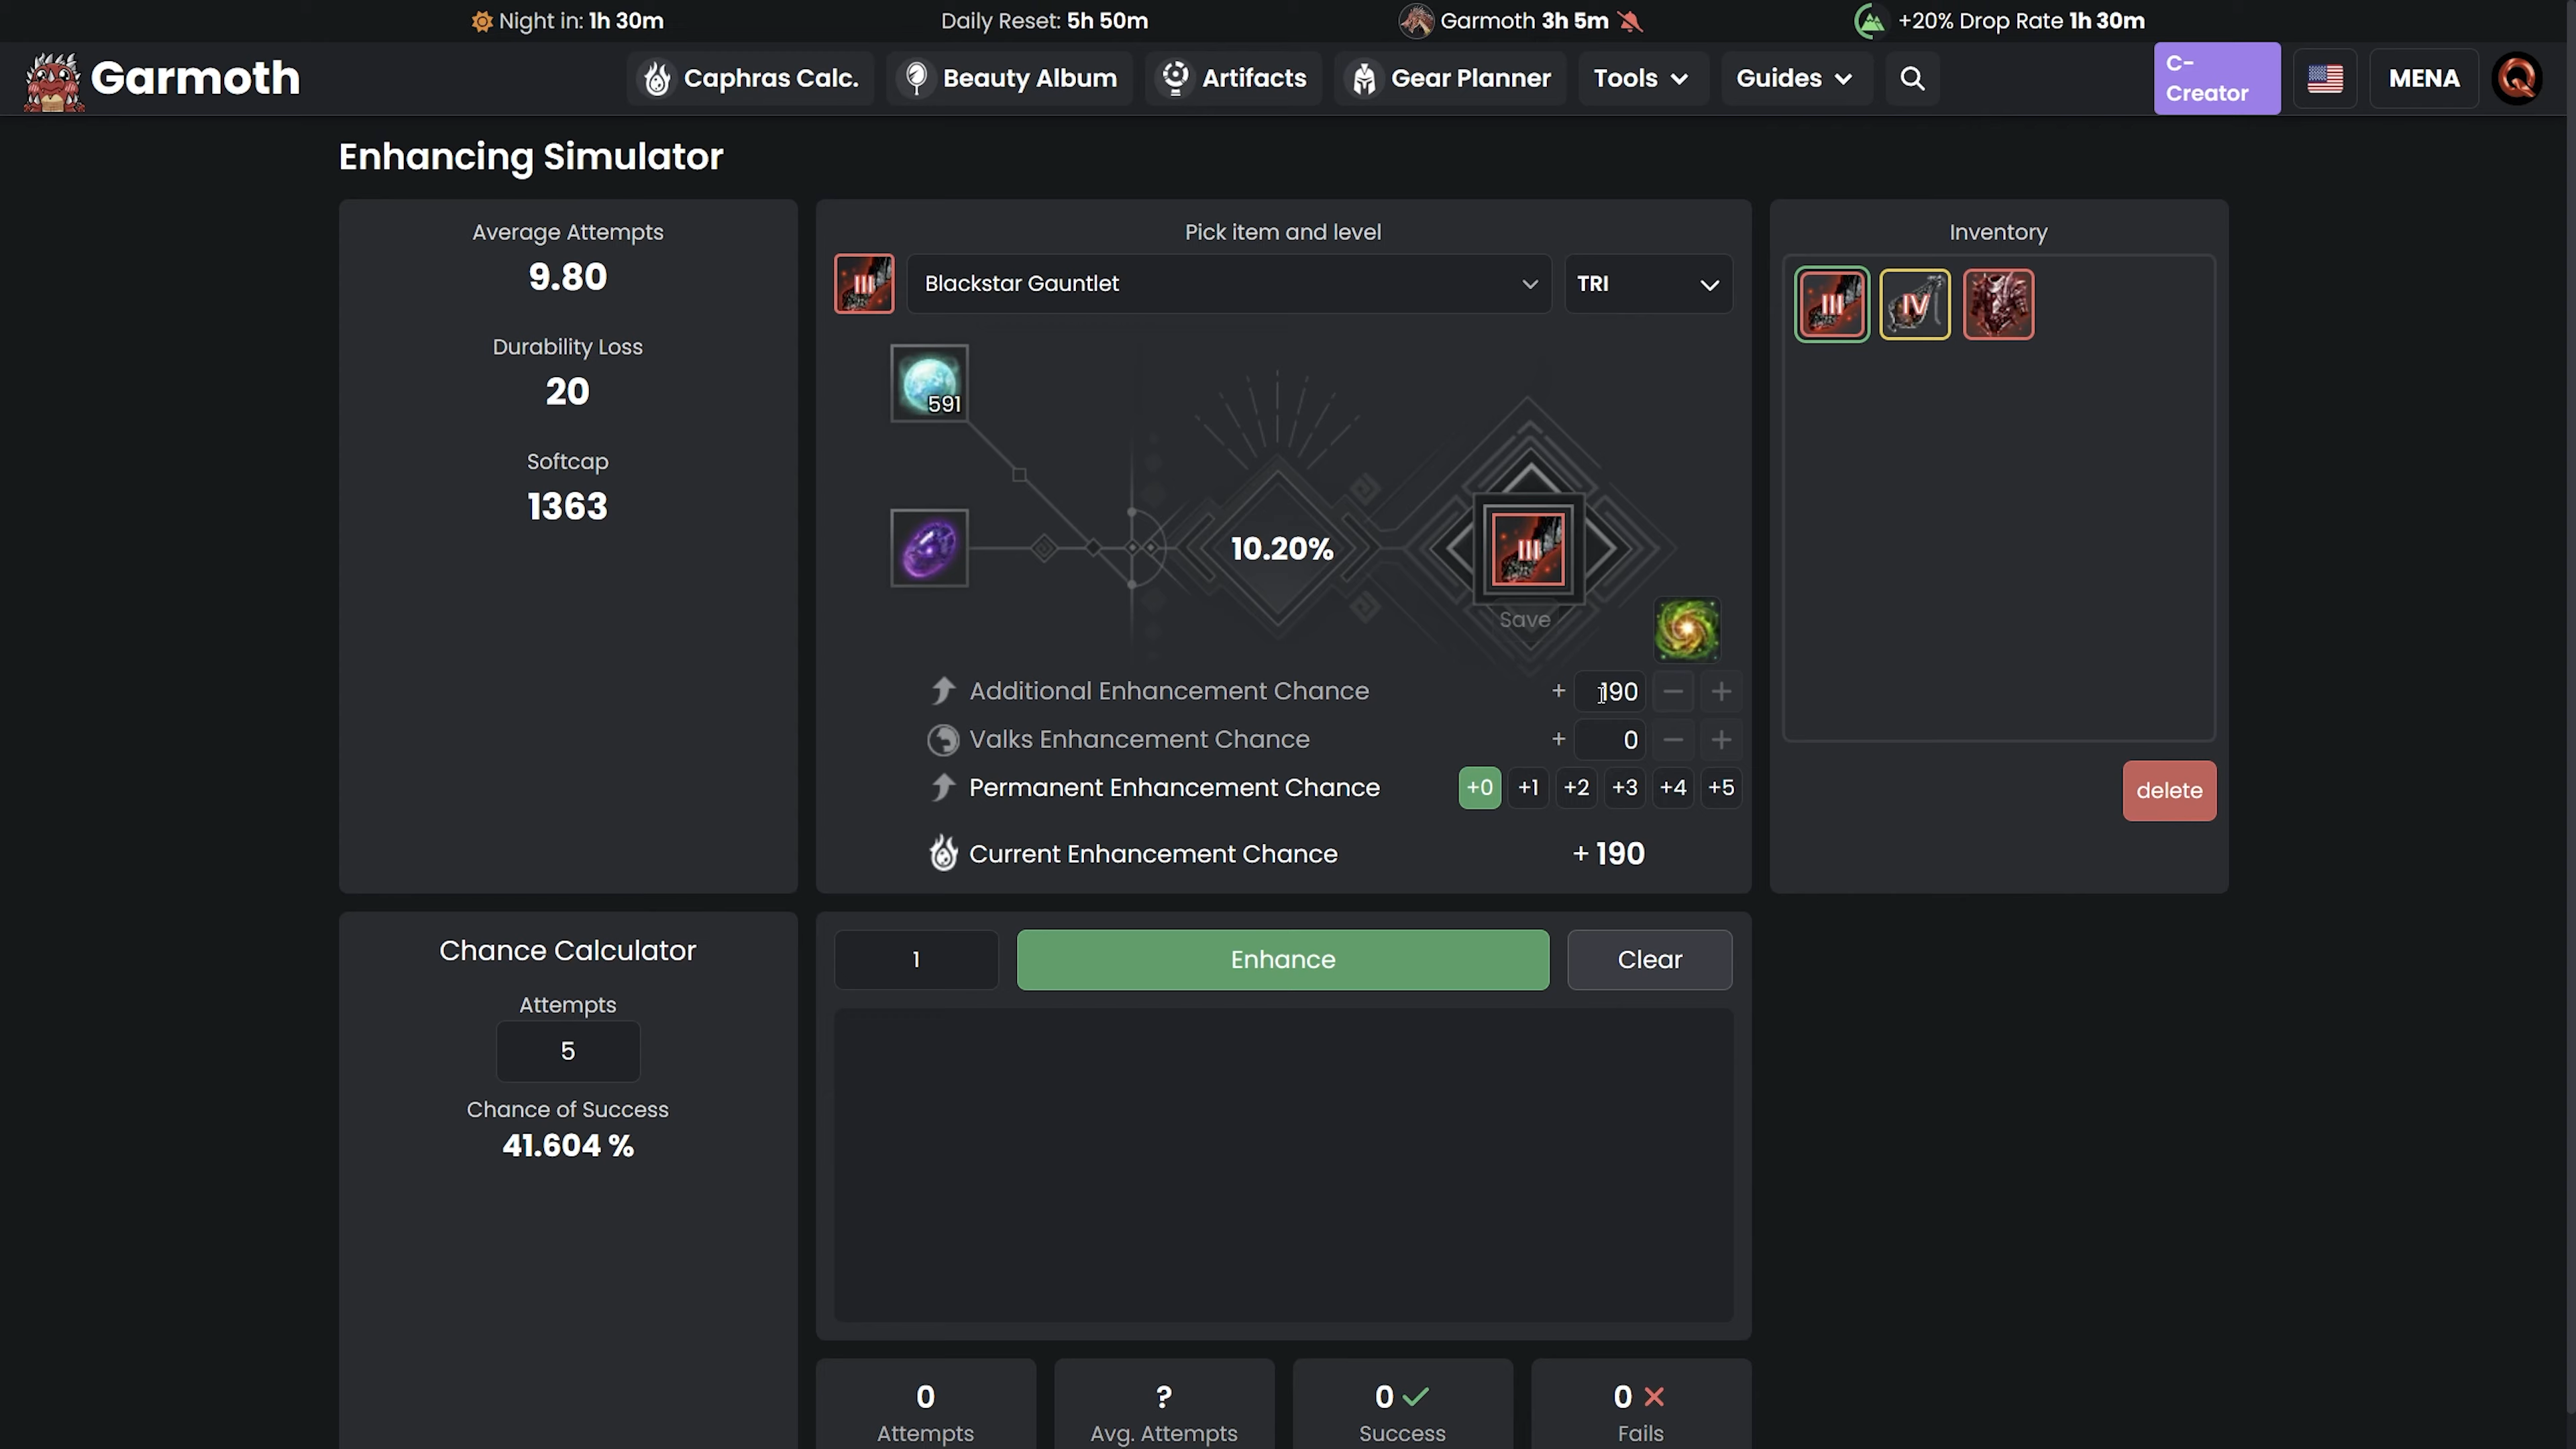 Night in: 1h 30m
Daily Reset: 5h 50m
Garmoth 3h 5m
+20% Drop Rate 1h 30m
Garmoth
Caphras Calc.
Beauty Album
Artifacts
Gear Planner
Tools
Guides
C-
Creator
MENA
Enhancing Simulator
Average Attempts
9.80
Durability Loss
20
Softcap
1363
Pick item and level
III
Blackstar Gauntlet
TRI
591
10.20%
III
Save
Additional Enhancement Chance
+ 190
Valks Enhancement Chance
+ 0
Permanent Enhancement Chance
+0 +1 +2 +3 +4 +5
Current Enhancement Chance
+ 190
Inventory
III
IV
delete
Chance Calculator
Attempts
5
Chance of Success
41.604 %
1
Enhance
Clear
0
Attempts
?
Avg. Attempts
0
Success
0
Fails